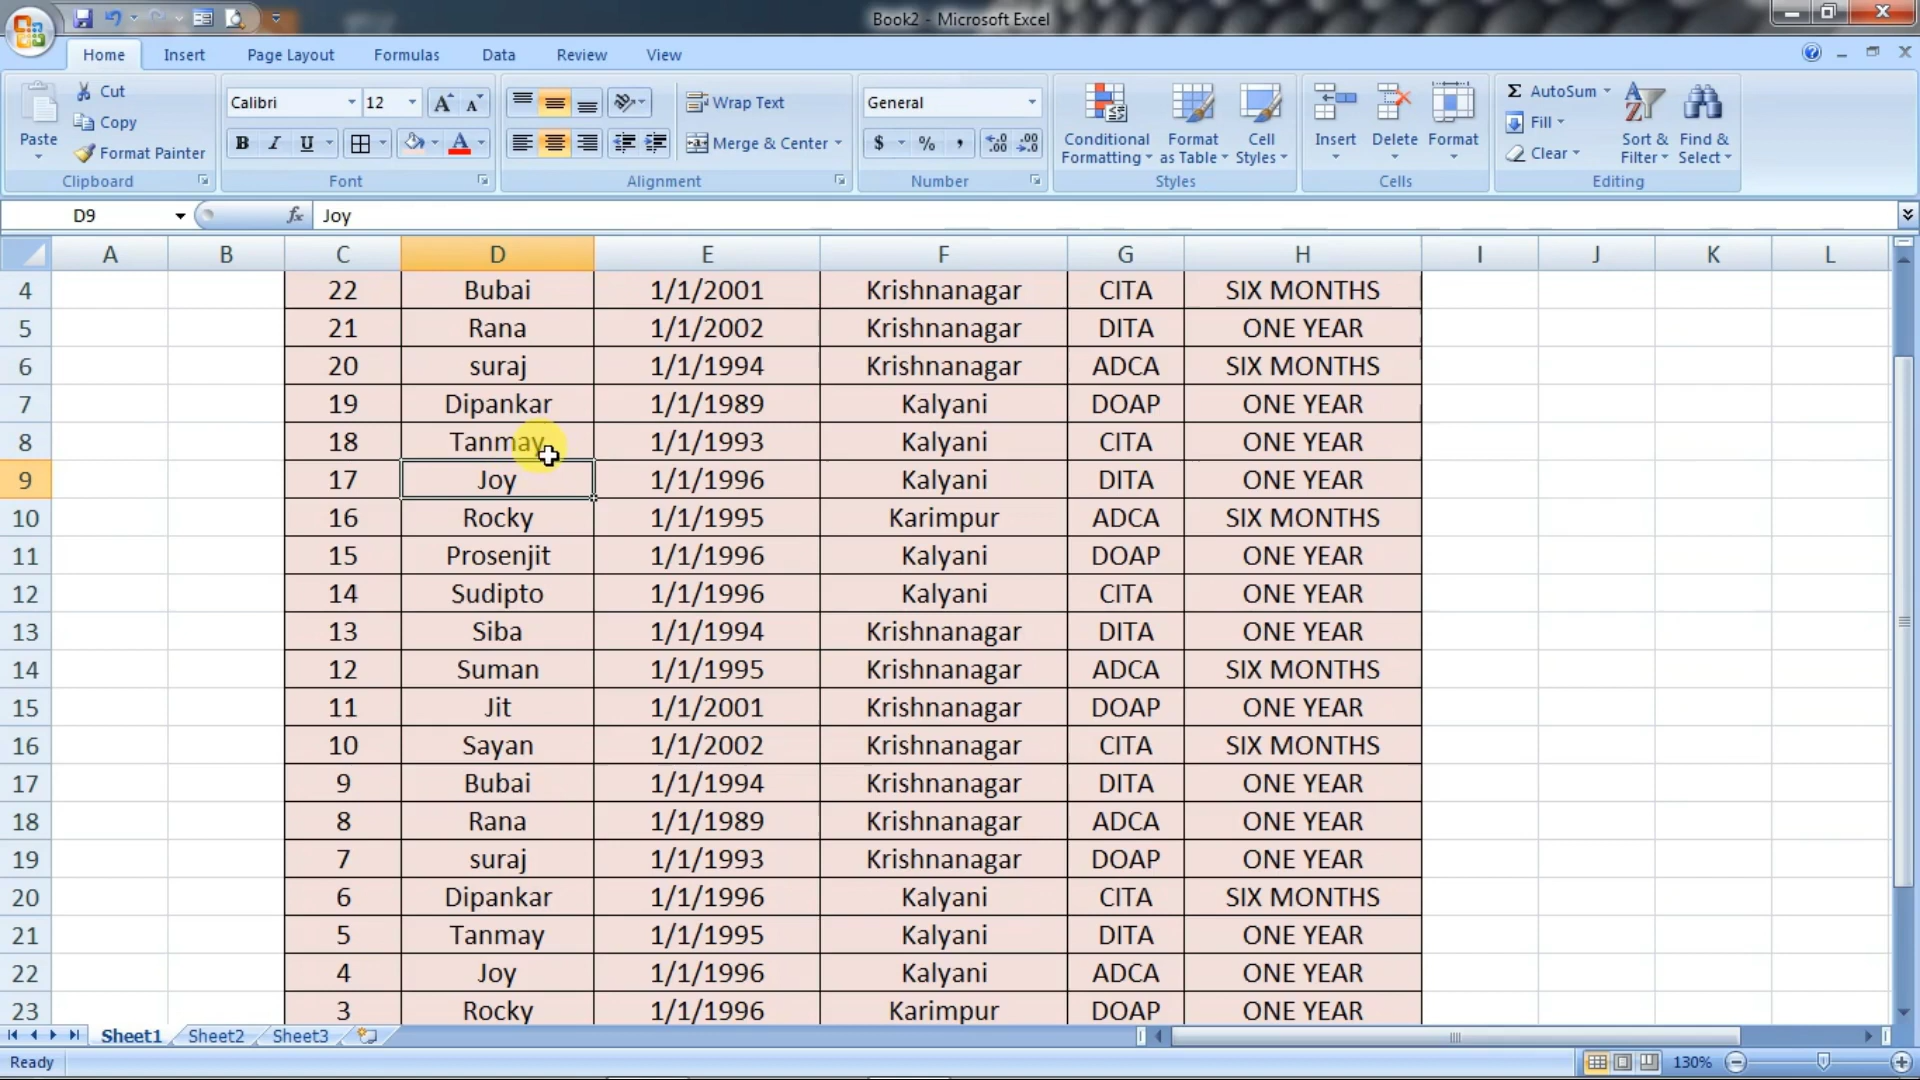 Book2 - Microsoft Excel
Home Insert Page Layout Formulas Data Review View
Paste
Cut
Copy
Format Painter
Clipboard
Calibri 12
B I U
Font
Wrap Text
Merge & Center
Alignment
General
$ % ,
Number
Conditional Formatting
Format as Table
Cell Styles
Styles
Insert Delete Format
Cells
Σ AutoSum
Fill
Clear
Sort & Filter
Find & Select
Editing
D9 fx Joy
A B C D E F G H I J K L
4 22 Bubai 1/1/2001 Krishnanagar CITA SIX MONTHS
5 21 Rana 1/1/2002 Krishnanagar DITA ONE YEAR
6 20 suraj 1/1/1994 Krishnanagar ADCA SIX MONTHS
7 19 Dipankar 1/1/1989 Kalyani DOAP ONE YEAR
8 18 Tanmay 1/1/1993 Kalyani CITA ONE YEAR
9 17 Joy 1/1/1996 Kalyani DITA ONE YEAR
10 16 Rocky 1/1/1995 Karimpur ADCA SIX MONTHS
11 15 Prosenjit 1/1/1996 Kalyani DOAP ONE YEAR
12 14 Sudipto 1/1/1996 Kalyani CITA ONE YEAR
13 13 Siba 1/1/1994 Krishnanagar DITA ONE YEAR
14 12 Suman 1/1/1995 Krishnanagar ADCA SIX MONTHS
15 11 Jit 1/1/2001 Krishnanagar DOAP ONE YEAR
16 10 Sayan 1/1/2002 Krishnanagar CITA SIX MONTHS
17 9 Bubai 1/1/1994 Krishnanagar DITA ONE YEAR
18 8 Rana 1/1/1989 Krishnanagar ADCA ONE YEAR
19 7 suraj 1/1/1993 Krishnanagar DOAP ONE YEAR
20 6 Dipankar 1/1/1996 Kalyani CITA SIX MONTHS
21 5 Tanmay 1/1/1995 Kalyani DITA ONE YEAR
22 4 Joy 1/1/1996 Kalyani ADCA ONE YEAR
23 3 Rocky 1/1/1996 Karimpur DOAP ONE YEAR
Sheet1 Sheet2 Sheet3
Ready 130%